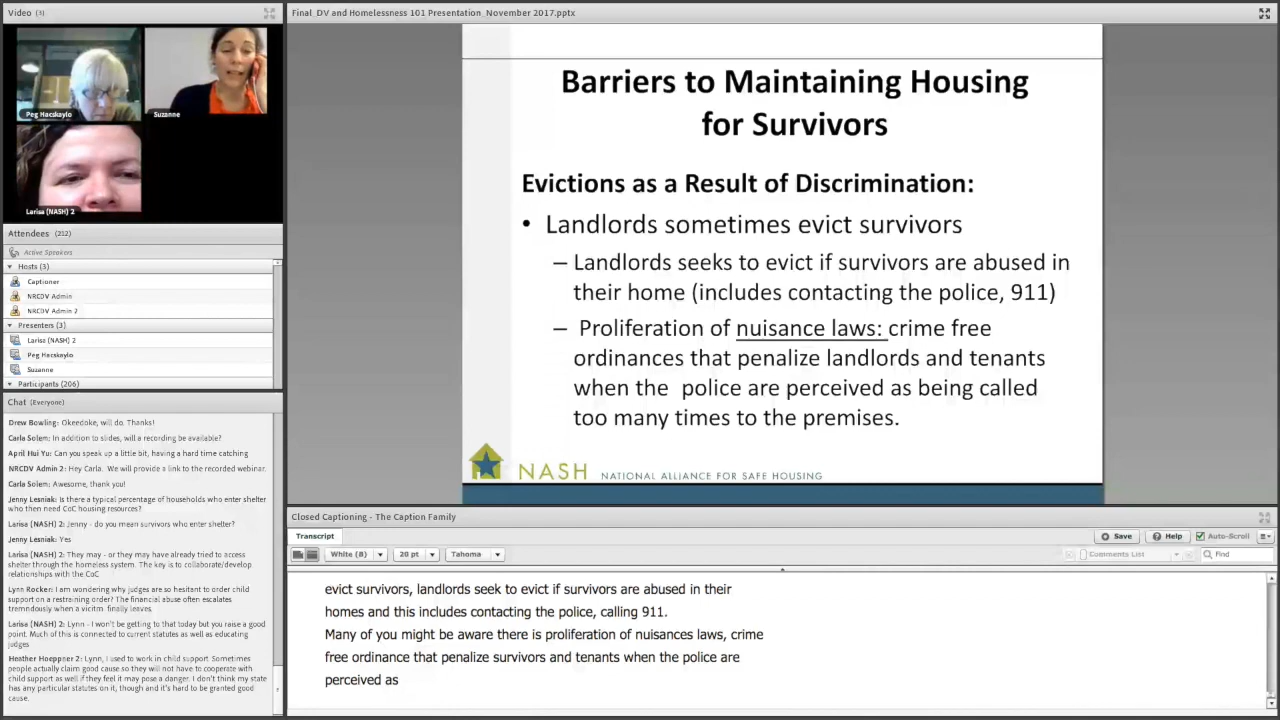 Video (3)
Peg Hacskaylo
Suzanne
Larisa (NASH) 2
Attendees (212)
Active Speakers
Hosts (3)
Captioner
NRCDV Admin
NRCDV Admin 2
Presenters (3)
Larisa (NASH) 2
Peg Hacskaylo
Suzanne
Participants (206)
Chat (Everyone)
Drew Bowling: Okeedoke, will do. Thanks!
Carla Solem: In addition to slides, will a recording be available?
April Hui Yu: Can you speak up a little bit, having a hard time catching
NRCDV Admin 2: Hey Carla. We will provide a link to the recorded webinar.
Carla Solem: Awesome, thank you!
Jenny Lesniak: Is there a typical percentage of households who enter shelter
who then need CoC housing resources?
Larisa (NASH) 2: Jenny - do you mean survivors who enter shelter?
Jenny Lesniak: Yes
Larisa (NASH) 2: They may - or they may have already tried to access
shelter through the homeless system. The key is to collaborate/develop
relationships with the CoC
Lynn Rocker: I am wondering why judges are so hesitant to order child
support on a restraining order? The financial abuse often escalates
tremndously when a vicitm finally leaves.
Larisa (NASH) 2: Lynn - I won't be getting to that today but you raise a good
point. Much of this is connected to current statutes as well as educating
judges
Heather Hoeppner 2: Lynn, I used to work in child support. Sometimes
people actually claim good cause so they will not have to cooperate with
child support as well if they feel it may pose a danger. I don't think my state
has any particular statutes on it, though and it's hard to be granted good
cause.
Final_DV and Homelessness 101 Presentation_November 2017.pptx
Barriers to Maintaining Housing
for Survivors
Evictions as a Result of Discrimination:
• Landlords sometimes evict survivors
– Landlords seeks to evict if survivors are abused in
their home (includes contacting the police, 911)
– Proliferation of nuisance laws: crime free
ordinances that penalize landlords and tenants
when the police are perceived as being called
too many times to the premises.
NASH NATIONAL ALLIANCE FOR SAFE HOUSING
Closed Captioning - The Caption Family
Transcript
Save
Help
Auto-Scroll
White (B)
20 pt
Tahoma
Comments List
Find
evict survivors, landlords seek to evict if survivors are abused in their
homes and this includes contacting the police, calling 911.
Many of you might be aware there is proliferation of nuisances laws, crime
free ordinance that penalize survivors and tenants when the police are
perceived as